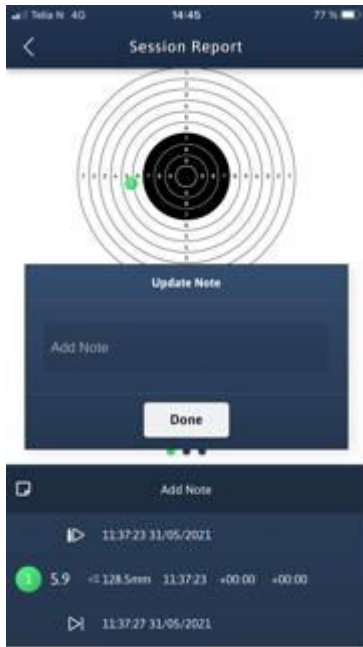 Telia N 4G 14:45 77 %
Session Report
Update Note
Add Note
Done
Add Note
11:37:23 31/05/2021
1 5.9 128.5mm 11:37:23 +00:00 +00:00
11:37:27 31/05/2021